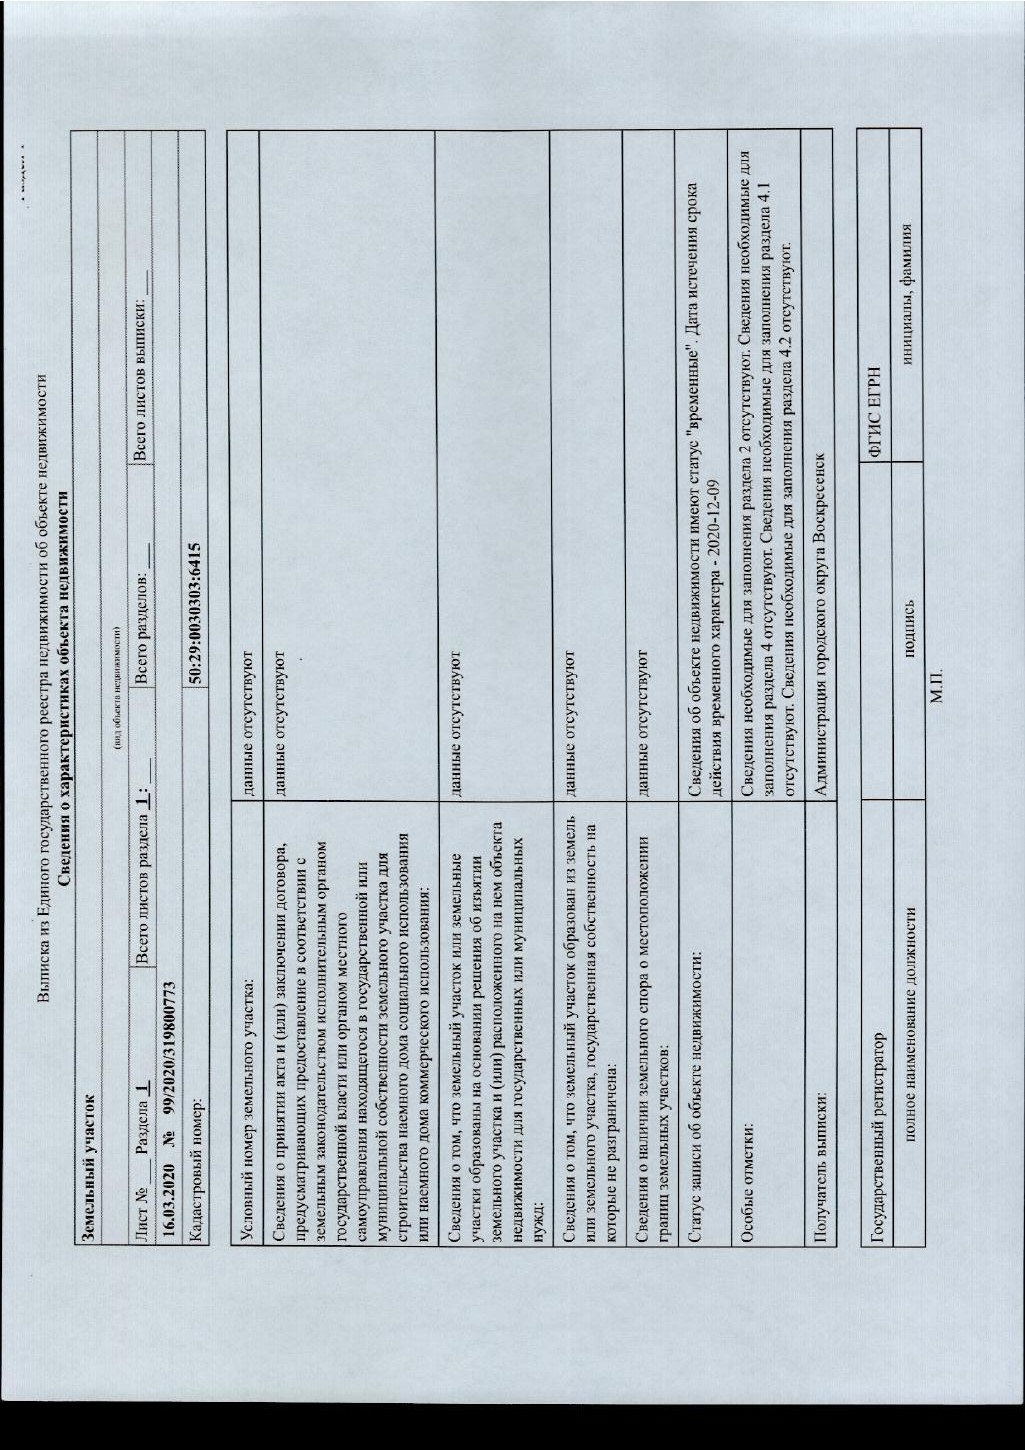 Выписка из Единого государственного реестра недвижимости об объекте недвижимости
Сведения о характеристиках объекта недвижимости
Земельный участок
(вид объекта недвижимости)
Лист № ___ Раздела 1 Всего листов раздела 1 : ___ Всего разделов: ___ Всего листов выписки: ___
16.03.2020 № 99/2020/319800773
Кадастровый номер: 50:29:0030303:6415
Условный номер земельного участка: данные отсутствуют
Сведения о принятии акта и (или) заключении договора, данные отсутствуют
предусматривающих предоставление в соответствии с
земельным законодательством исполнительным органом
государственной власти или органом местного
самоуправления находящегося в государственной или
муниципальной собственности земельного участка для
строительства наемного дома социального использования
или наемного дома коммерческого использования:
Сведения о том, что земельный участок или земельные данные отсутствуют
участки образованы на основании решения об изъятии
земельного участка и (или) расположенного на нем объекта
недвижимости для государственных или муниципальных
нужд:
Сведения о том, что земельный участок образован из земель данные отсутствуют
или земельного участка, государственная собственность на
которые не разграничена:
Сведения о наличии земельного спора о местоположении данные отсутствуют
границ земельных участков:
Статус записи об объекте недвижимости: Сведения об объекте недвижимости имеют статус "временные". Дата истечения срока
действия временного характера - 2020-12-09
Особые отметки: Сведения необходимые для заполнения раздела 2 отсутствуют. Сведения необходимые для
заполнения раздела 4 отсутствуют. Сведения необходимые для заполнения раздела 4.1
отсутствуют. Сведения необходимые для заполнения раздела 4.2 отсутствуют.
Получатель выписки: Администрация городского округа Воскресенск
Государственный регистратор ФГИС ЕГРН
полное наименование должности подпись инициалы, фамилия
М.П.